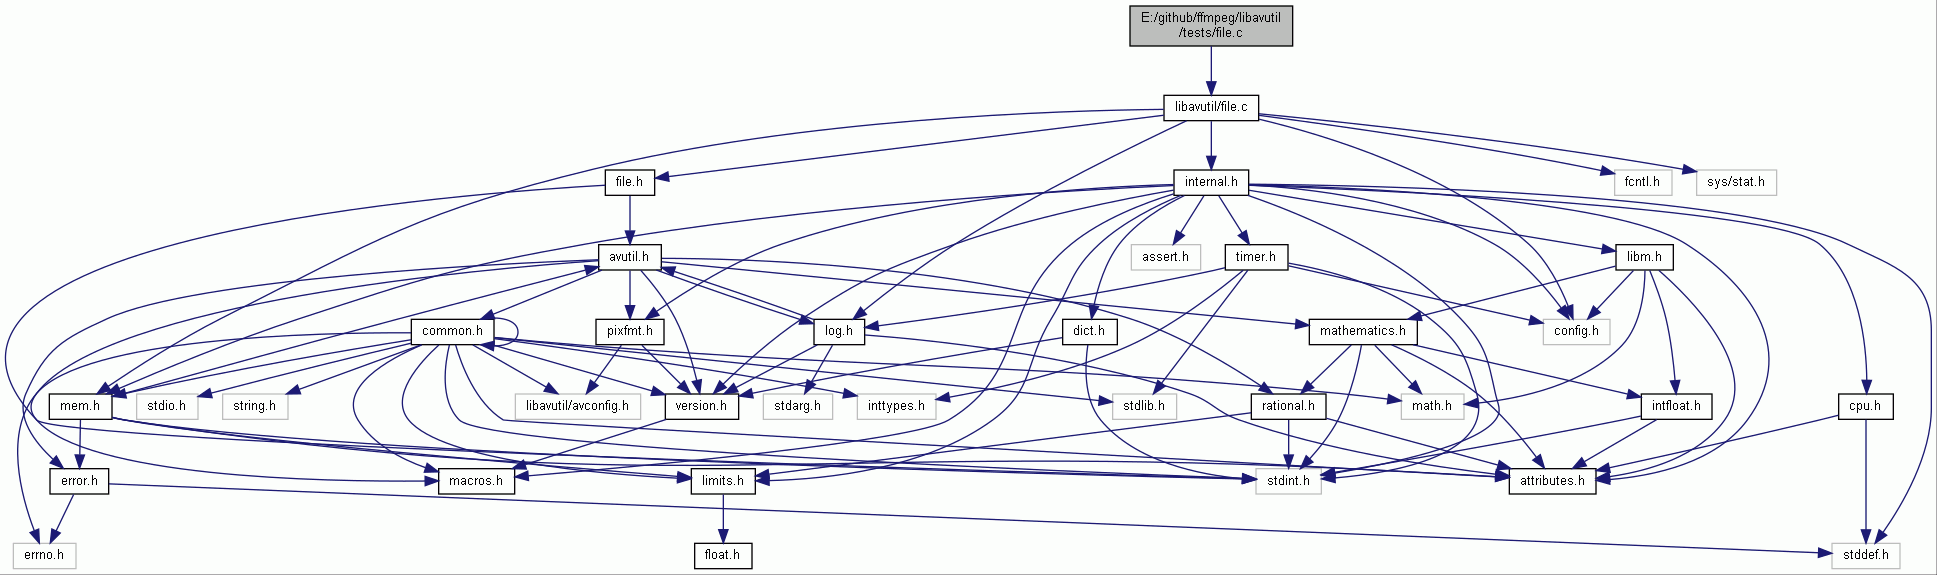 E:/github/ffmpeg/libavutil
/tests/file.c
libavutil/file.c
file.h
internal.h
fcntl.h
sys/stat.h
avutil.h
assert.h
timer.h
libm.h
common.h
pixfmt.h
log.h
dict.h
mathematics.h
config.h
mem.h
stdio.h
string.h
libavutil/avconfig.h
version.h
stdarg.h
inttypes.h
stdlib.h
rational.h
math.h
intfloat.h
cpu.h
error.h
macros.h
limits.h
stdint.h
attributes.h
errno.h
float.h
stddef.h